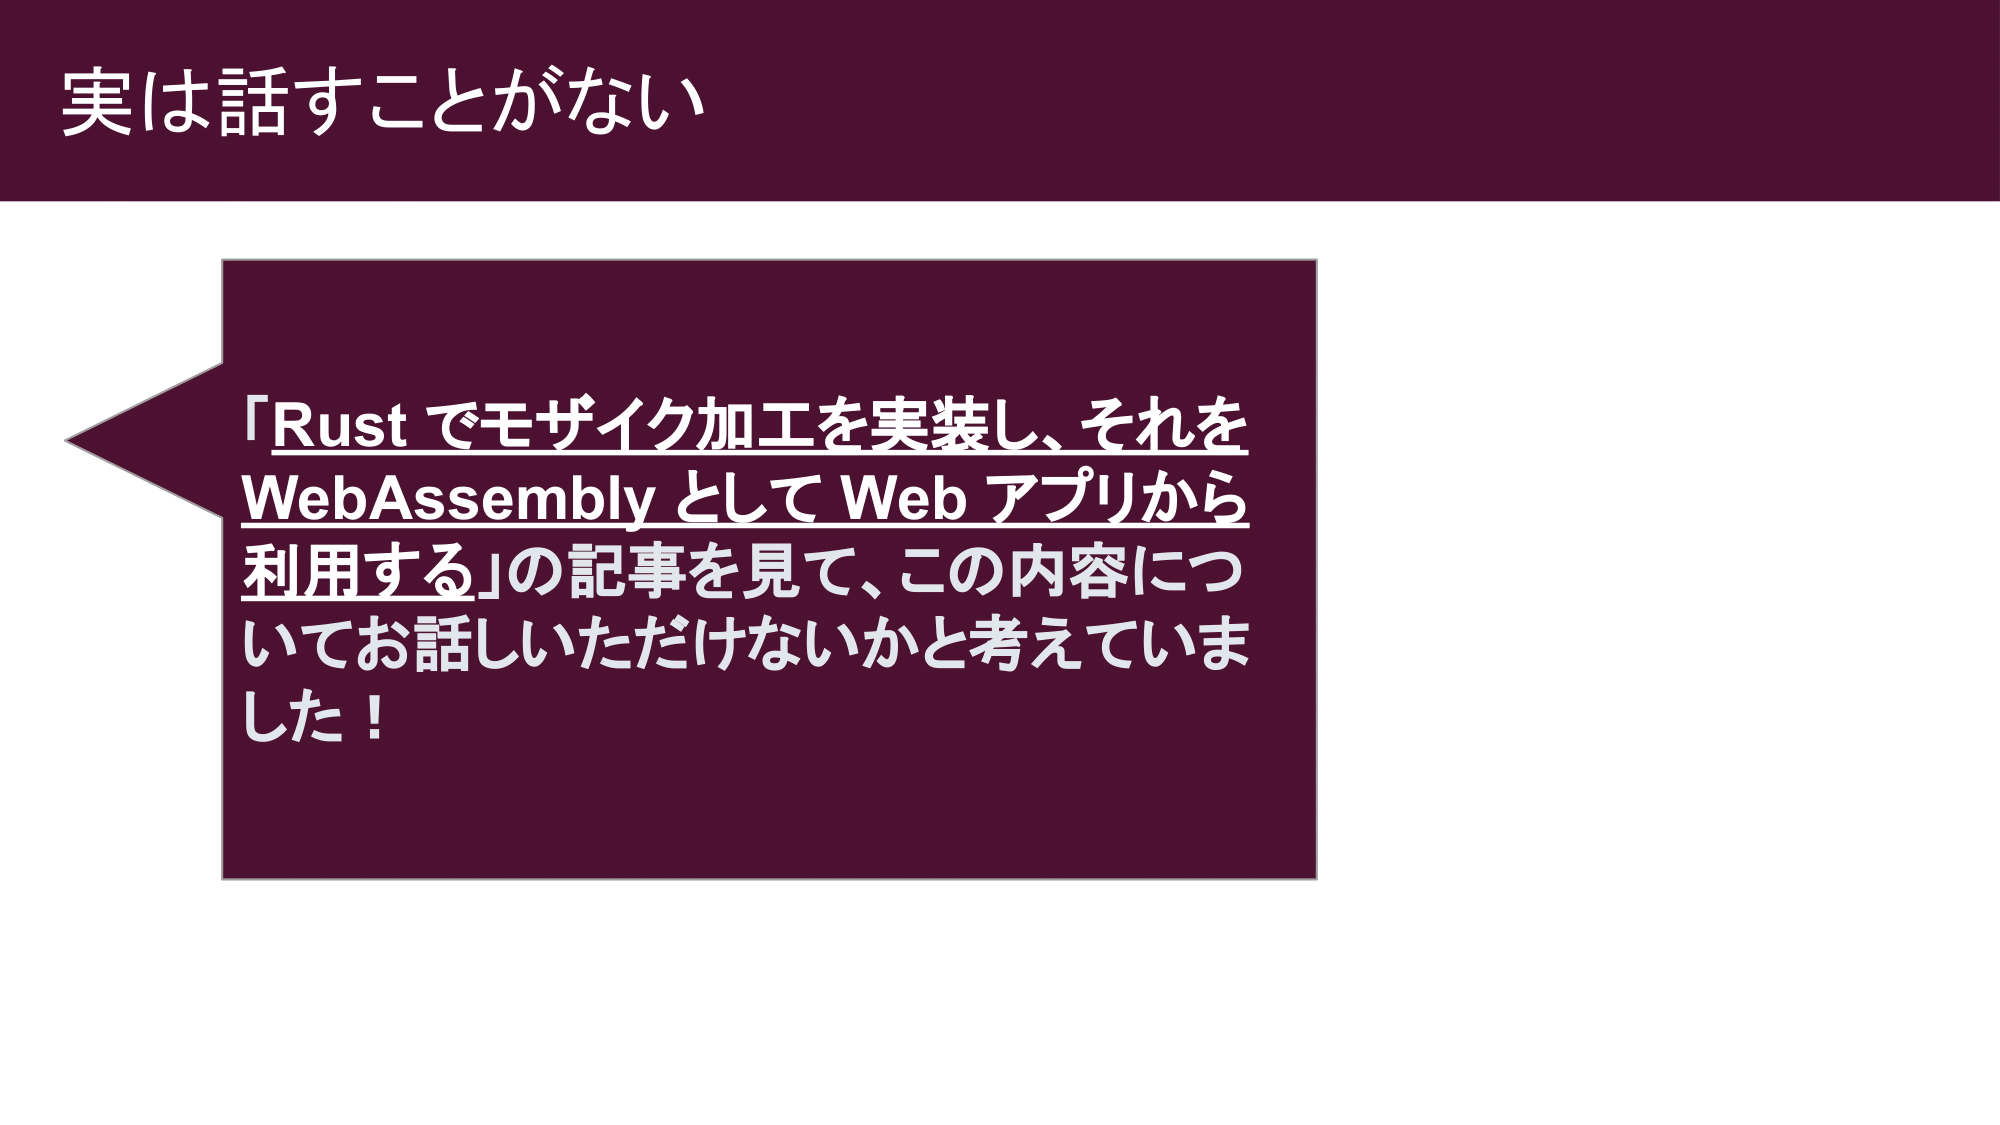 実は話すことがない
「Rust でモザイク加工を実装し、それを
WebAssembly として Web アプリから
利用する」の記事を見て、この内容につ
いてお話しいただけないかと考えていま
した！